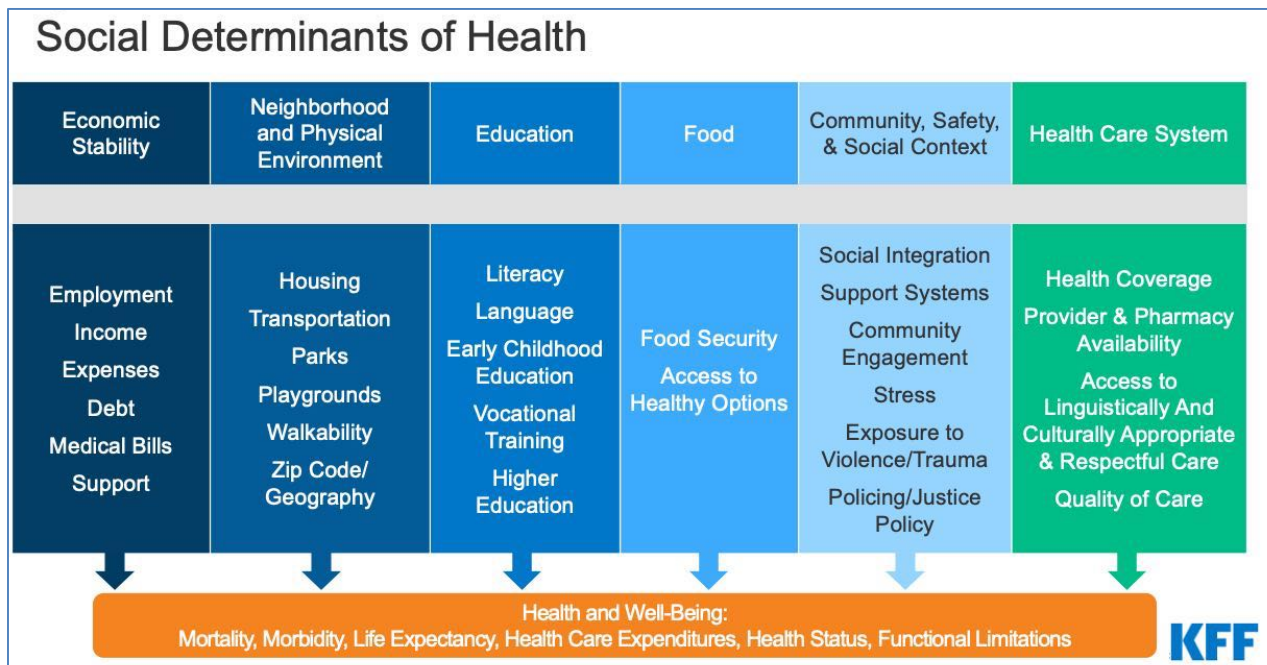 Social Determinants of Health
Economic
Stability
Neighborhood
and Physical
Environment
Education
Food
Community, Safety,
& Social Context
Health Care System
Employment
Income
Expenses
Debt
Medical Bills
Support
Housing
Transportation
Parks
Playgrounds
Walkability
Zip Code/
Geography
Literacy
Language
Early Childhood
Education
Vocational
Training
Higher
Education
Food Security
Access to
Healthy Options
Social Integration
Support Systems
Community
Engagement
Stress
Exposure to
Violence/Trauma
Policing/Justice
Policy
Health Coverage
Provider & Pharmacy
Availability
Access to
Linguistically And
Culturally Appropriate
& Respectful Care
Quality of Care
Health and Well-Being:
Mortality, Morbidity, Life Expectancy, Health Care Expenditures, Health Status, Functional Limitations
KFF